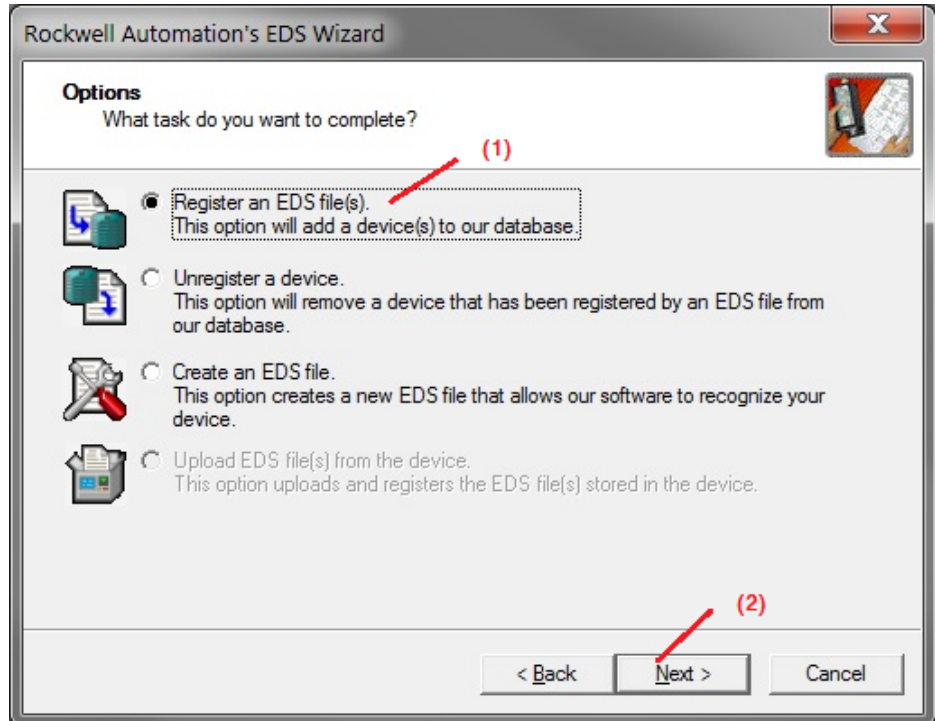 Rockwell Automation's EDS Wizard
Options
What task do you want to complete?
(1)
Register an EDS file(s).
This option will add a device(s) to our database.
Unregister a device.
This option will remove a device that has been registered by an EDS file from
our database.
Create an EDS file.
This option creates a new EDS file that allows our software to recognize your
device.
Upload EDS file(s) from the device.
This option uploads and registers the EDS file(s) stored in the device.
(2)
< Back Next > Cancel